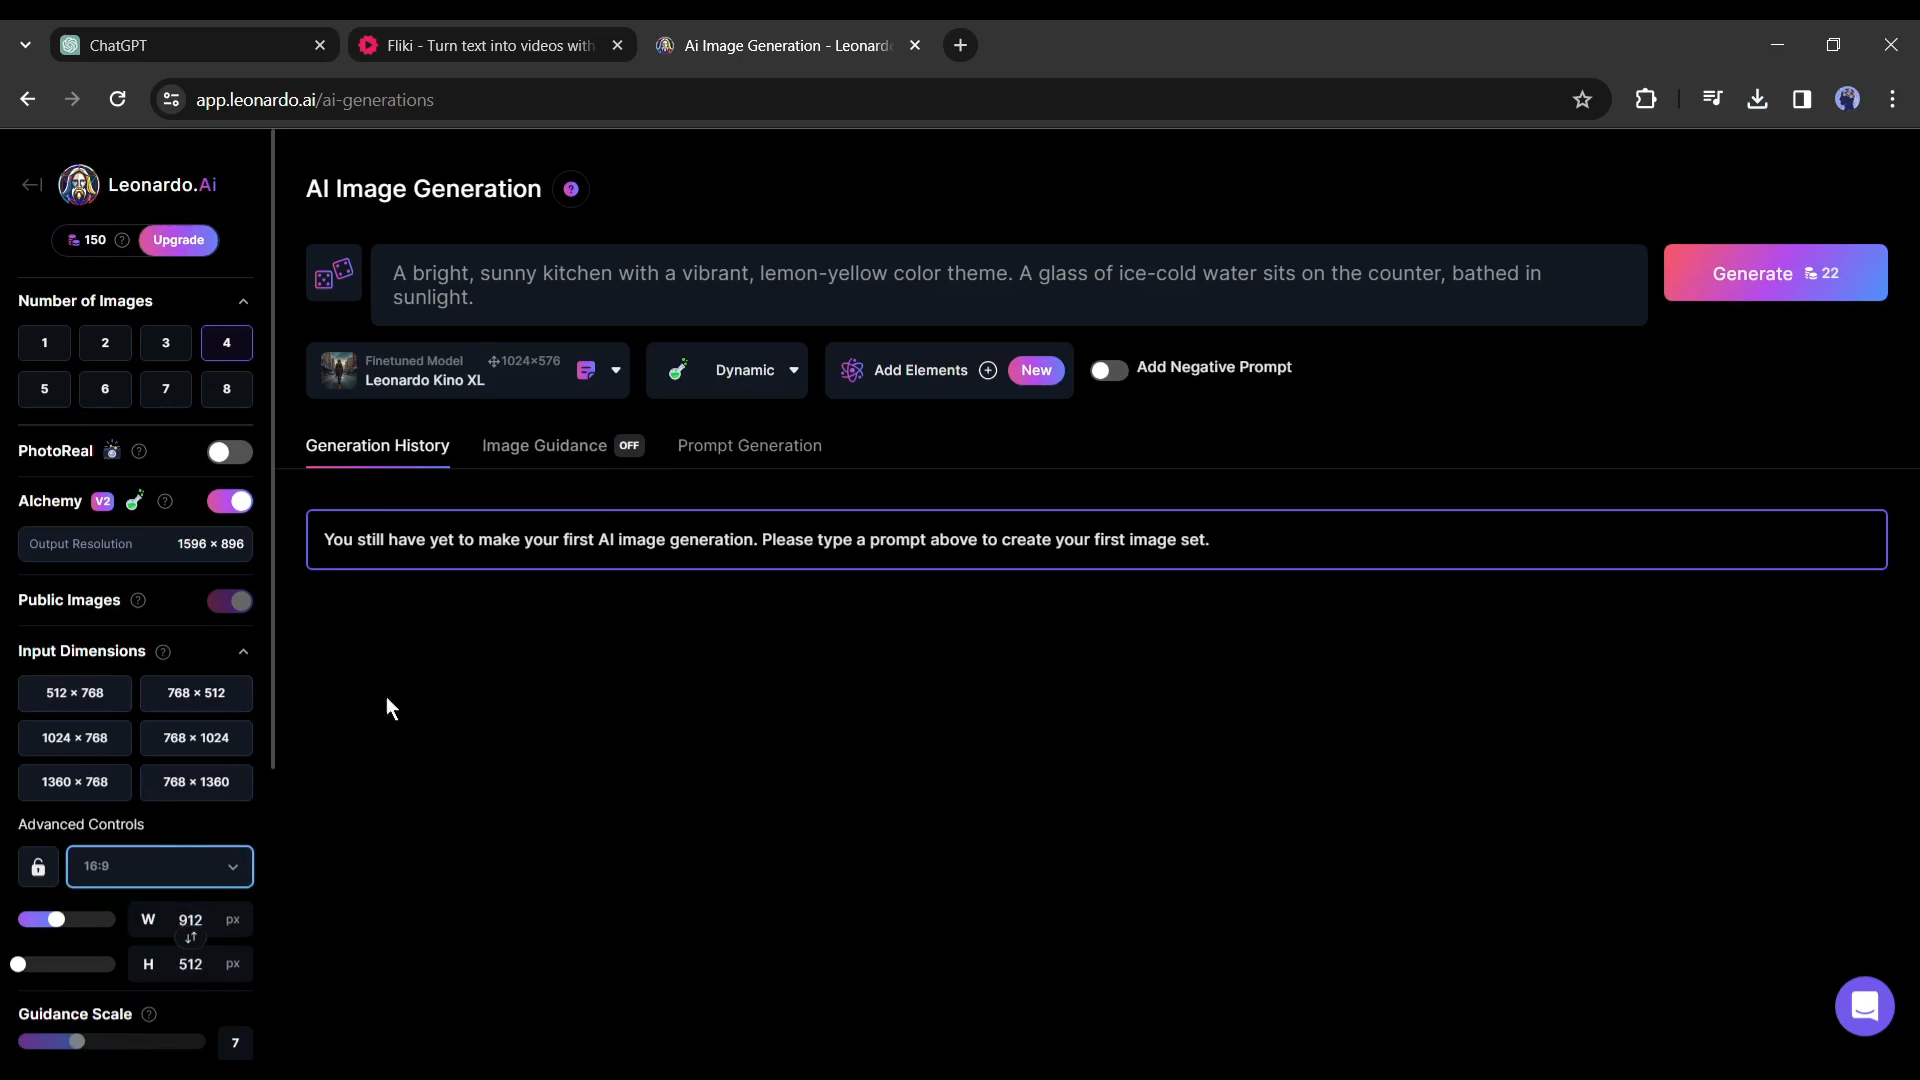 ChatGPT
Fliki - Turn text into videos with
Ai Image Generation - Leonard
app.leonardo.ai/ai-generations
Leonardo.Ai
150 ? Upgrade
Number of Images
1 2 3 4
5 6 7 8
PhotoReal ?
Alchemy V2 ?
Output Resolution 1596 × 896
Public Images ?
Input Dimensions ?
512 × 768 768 × 512
1024 × 768 768 × 1024
1360 × 768 768 × 1360
Advanced Controls
16:9
W 912 px
H 512 px
Guidance Scale ?
7
AI Image Generation ?
A bright, sunny kitchen with a vibrant, lemon-yellow color theme. A glass of ice-cold water sits on the counter, bathed in
sunlight.
Generate 22
Finetuned Model 1024×576
Leonardo Kino XL
Dynamic
Add Elements New
Add Negative Prompt
Generation History Image Guidance OFF Prompt Generation
You still have yet to make your first AI image generation. Please type a prompt above to create your first image set.